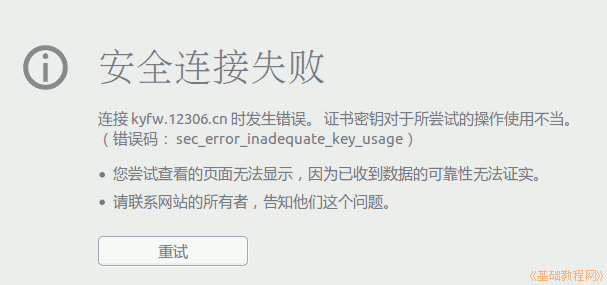 安全连接失败
连接 kyfw.12306.cn 时发生错误。 证书密钥对于所尝试的操作使用不当。
（ 错误码： sec_error_inadequate_key_usage ）
• 您尝试查看的页面无法显示，因为已收到数据的可靠性无法证实。
• 请联系网站的所有者，告知他们这个问题。
重试
《基础教程网》